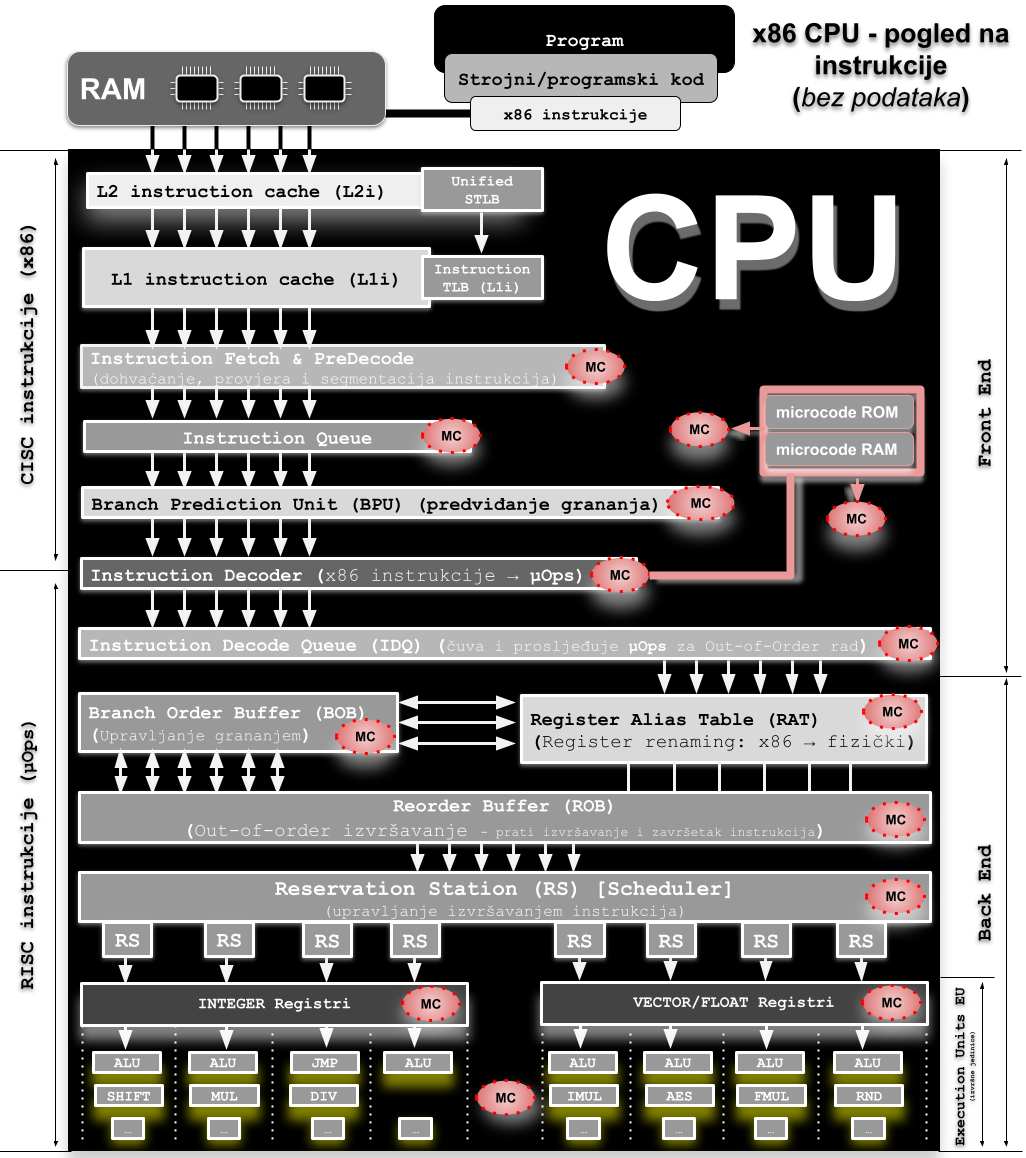 x86 CPU - pogled na
instrukcije
(bez podataka)
Program
Strojni/programski kod
x86 instrukcije
RAM
CPU
L2 instruction cache (L2i)
Unified
STLB
L1 instruction cache (L1i)
Instruction
TLB (L1i)
Instruction Fetch & PreDecode
(dohvaćanje, provjera i segmentacija instrukcija)
MC
Instruction Queue
MC
MC
microcode ROM
microcode RAM
MC
Branch Prediction Unit (BPU) (predviđanje grananja)
MC
Instruction Decoder (x86 instrukcije → µOps)
MC
Instruction Decode Queue (IDQ) (čuva i prosljeđuje µOps za Out-of-Order rad)
MC
Branch Order Buffer (BOB)
(Upravljanje grananjem)
MC
Register Alias Table (RAT)
(Register renaming: x86 → fizički)
MC
Reorder Buffer (ROB)
(Out-of-order izvršavanje - prati izvršavanje i završetak instrukcija)
MC
Reservation Station (RS) [Scheduler]
(upravljanje izvršavanjem instrukcija)
MC
RS RS RS RS RS RS RS RS
INTEGER Registri
MC
VECTOR/FLOAT Registri
MC
ALU ALU JMP ALU ALU ALU ALU ALU
SHIFT MUL DIV MC IMUL AES FMUL RND
... ... ... ... ... ... ... ...
CISC instrukcije (x86)
RISC instrukcije (µOps)
Front End
Back End
Execution Units EU
(izvršne jedinice)